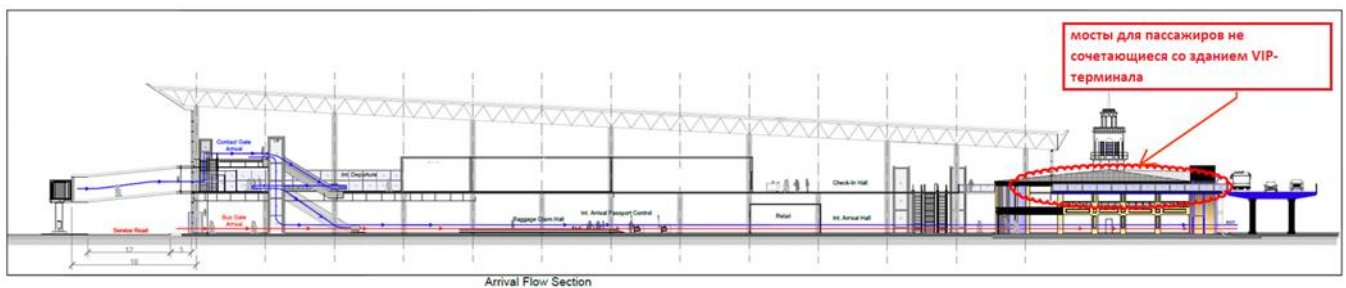 мосты для пассажиров не
сочетающиеся со зданием VIP-
терминала
Contact Gate
Arrival
Int. Departure
Check-In Hall
Bus Gate
Arrival
Baggage Claim Hall
Int. Arrival Passport Control
Retail
Int. Arrival Hall
Service Road
12
3
18
Arrival Flow Section